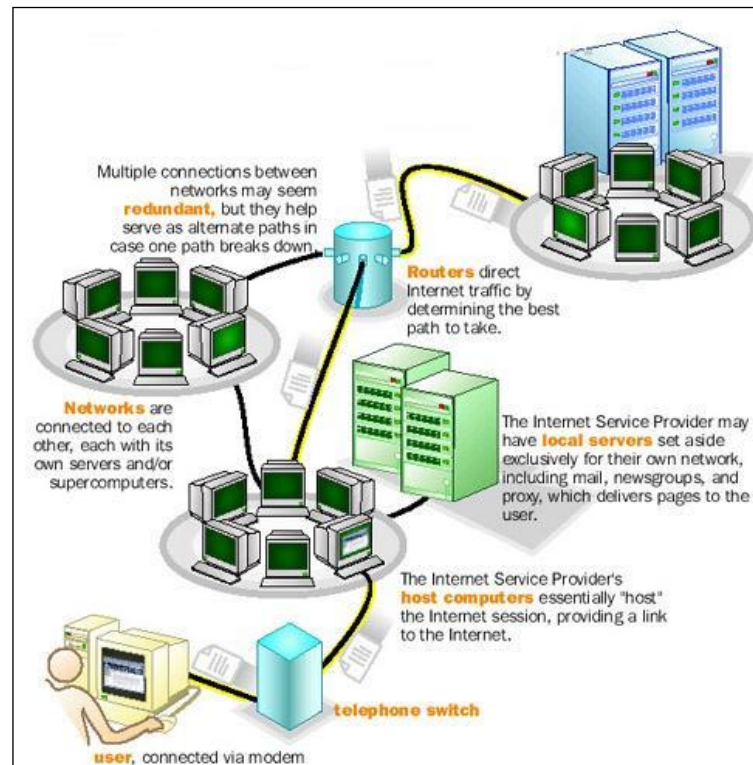 Multiple connections between
networks may seem
redundant, but they help
serve as alternate paths in
case one path breaks down.
Routers direct
Internet traffic by
determining the best
path to take.
Networks are
connected to each
other, each with its
own servers and/or
supercomputers.
The Internet Service Provider may
have local servers set aside
exclusively for their own network,
including mail, newsgroups, and
proxy, which delivers pages to the
user.
The Internet Service Provider's
host computers essentially "host"
the Internet session, providing a link
to the Internet.
telephone switch
user, connected via modem